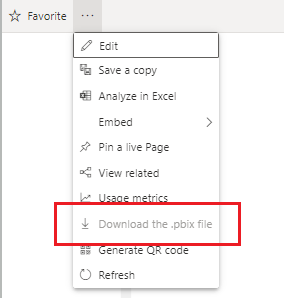 Favorite ...
Edit
Save a copy
Analyze in Excel
Embed
Pin a live Page
View related
Usage metrics
Download the .pbix file
Generate QR code
Refresh